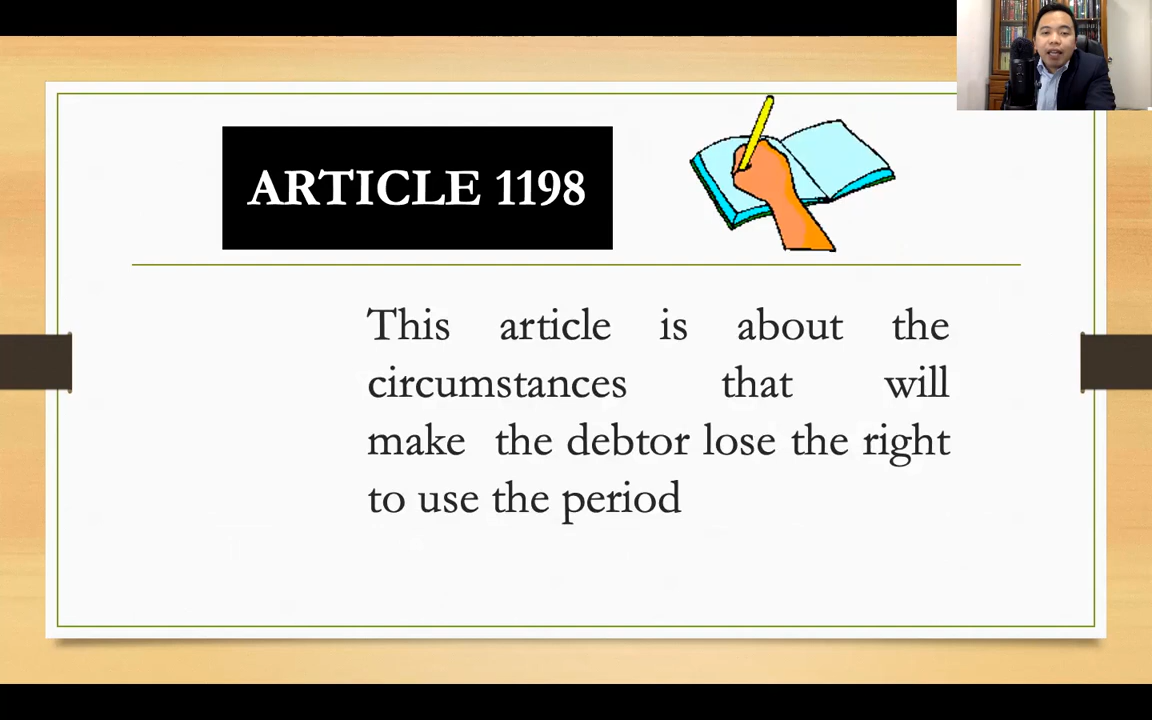 ARTICLE 1198
This article is about the
circumstances that will
make the debtor lose the right
to use the period